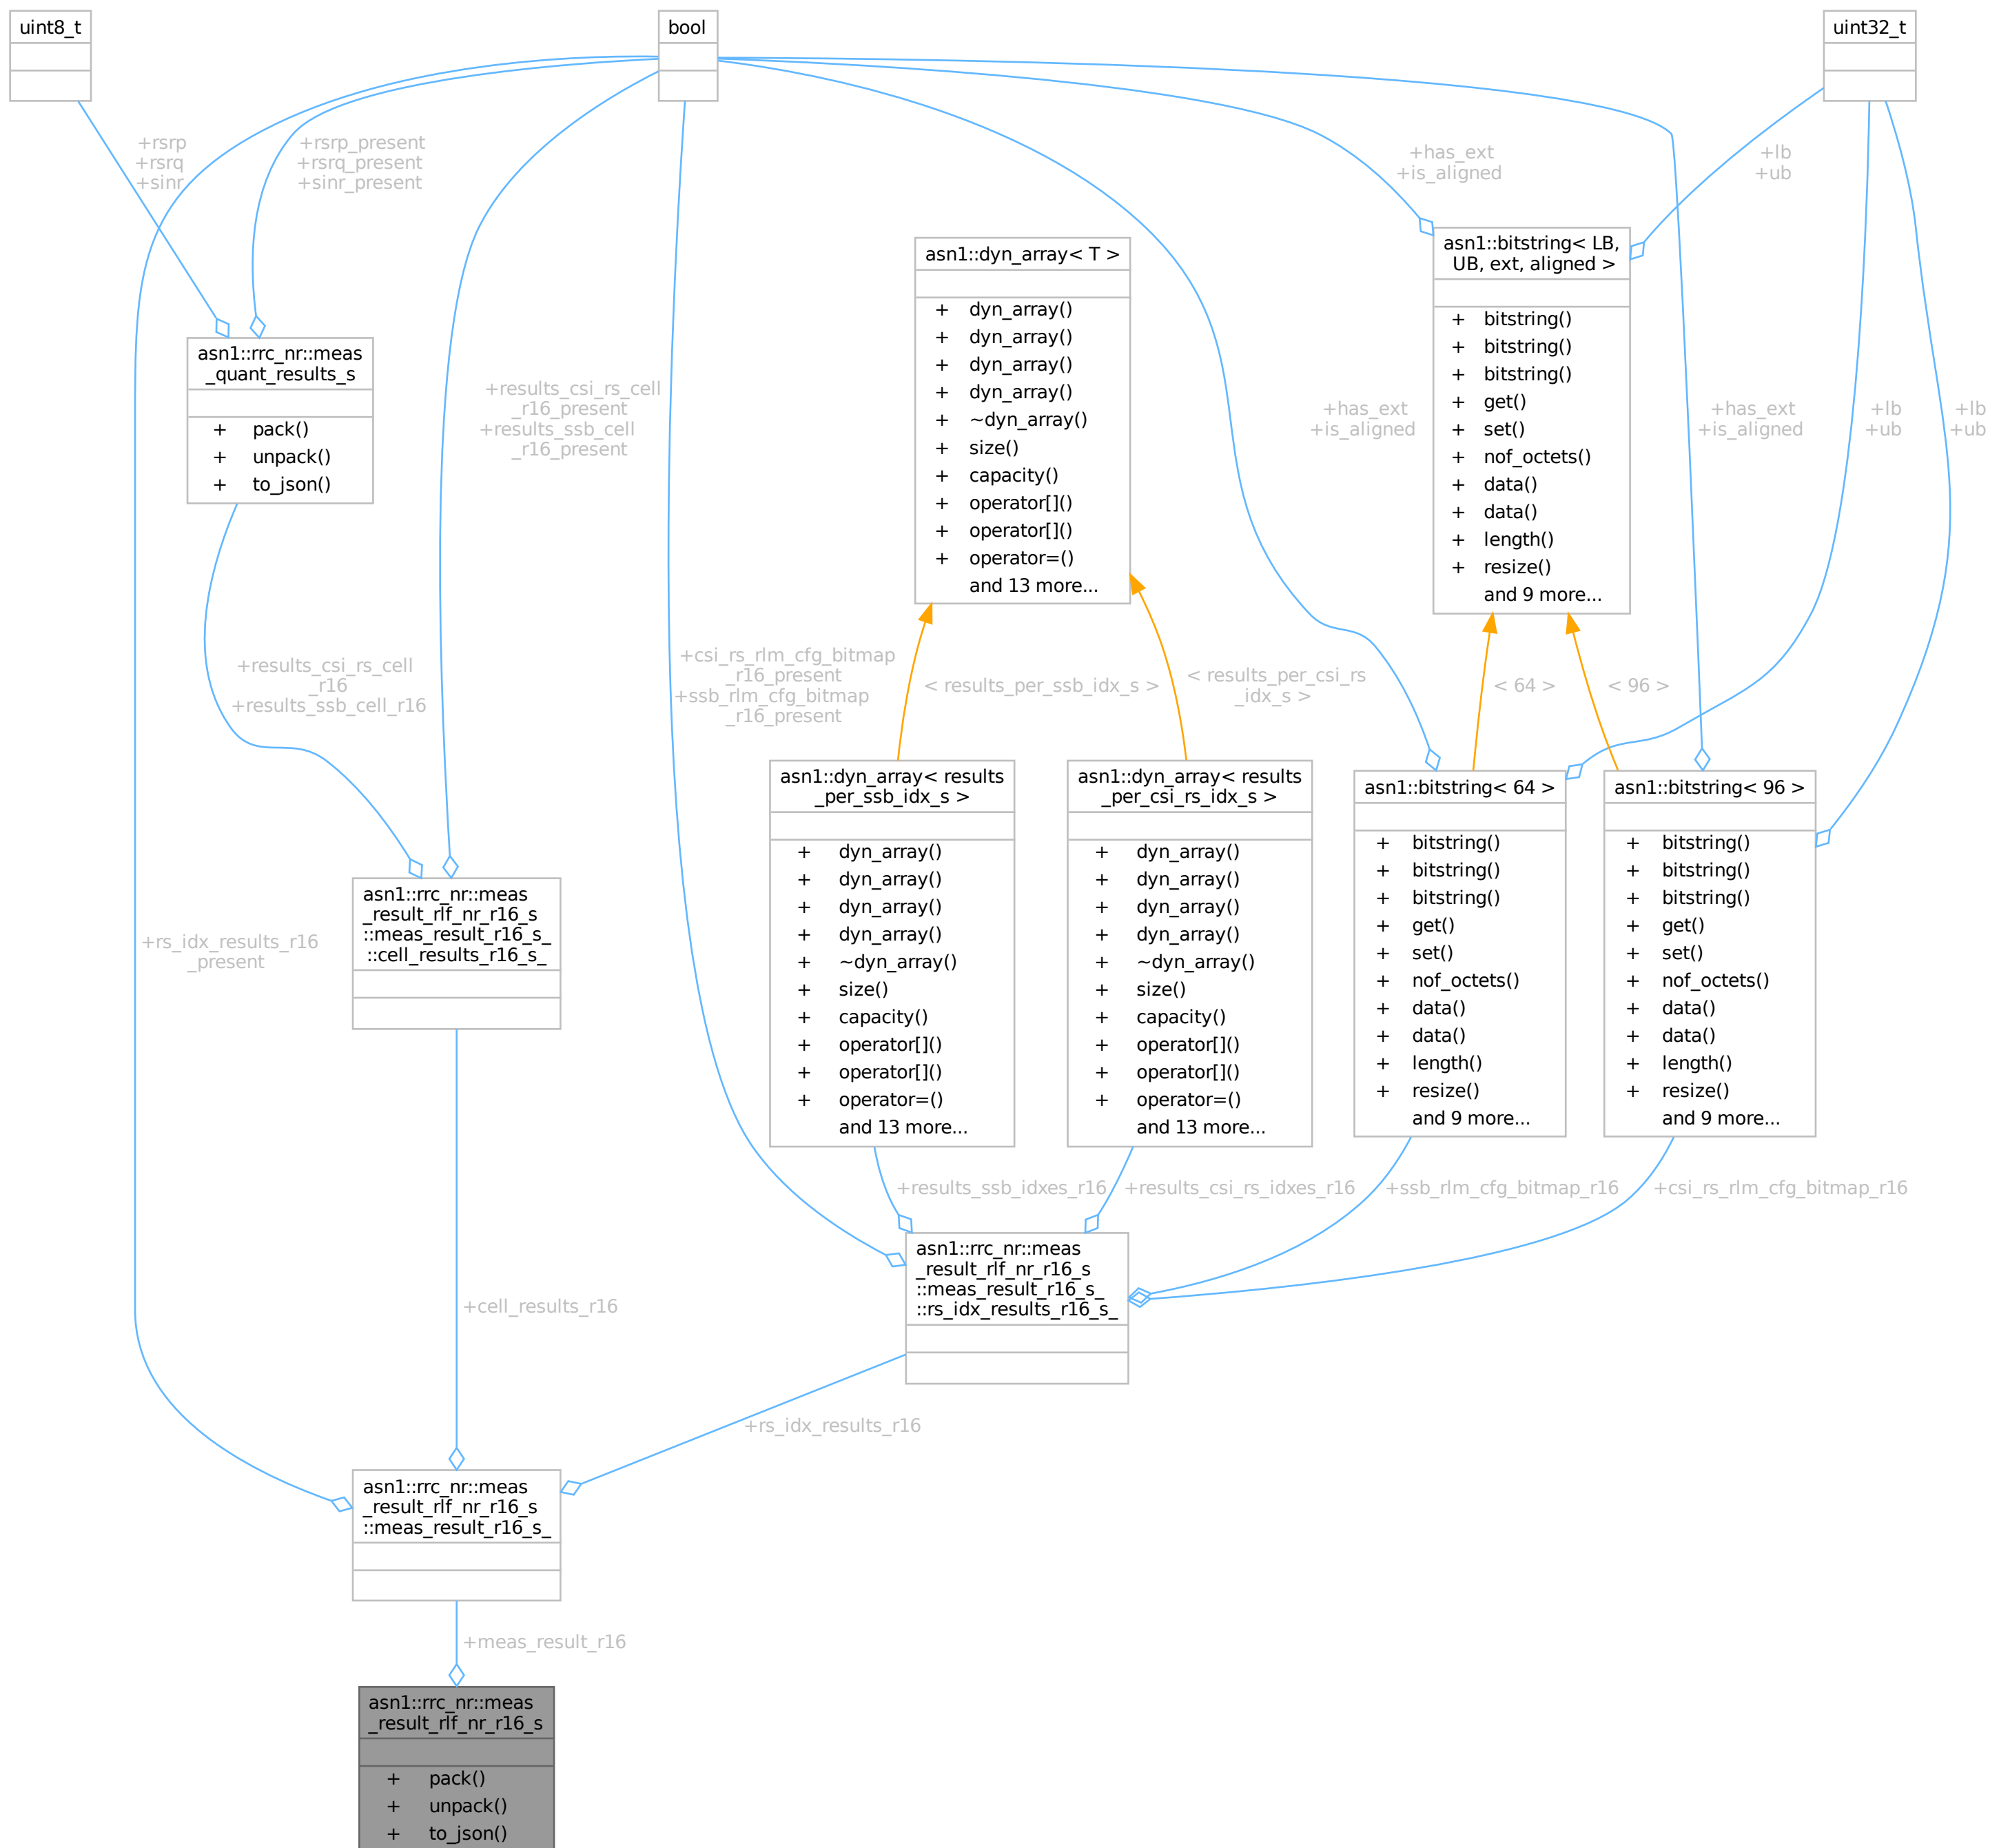 uint8_t
bool
uint32_t
+rsrp
+rsrq
+sinr
+rsrp_present
+rsrq_present
+sinr_present
+has_ext
+is_aligned
+lb
+ub
asn1::bitstring< LB,
UB, ext, aligned >
+ bitstring()
+ bitstring()
+ bitstring()
+ get()
+ set()
+ nof_octets()
+ data()
+ data()
+ length()
+ resize()
and 9 more...
asn1::dyn_array< T >
+ dyn_array()
+ dyn_array()
+ dyn_array()
+ dyn_array()
+ ~dyn_array()
+ size()
+ capacity()
+ operator[]()
+ operator[]()
+ operator=()
and 13 more...
asn1::rrc_nr::meas
_quant_results_s
+ pack()
+ unpack()
+ to_json()
+results_csi_rs_cell
_r16_present
+results_ssb_cell
_r16_present
+has_ext
+is_aligned
+has_ext
+is_aligned
+lb
+ub
+lb
+ub
+results_csi_rs_cell
_r16
+results_ssb_cell_r16
+csi_rs_rlm_cfg_bitmap
_r16_present
+ssb_rlm_cfg_bitmap
_r16_present
< results_per_ssb_idx_s >
< results_per_csi_rs
_idx_s >
< 64 >
< 96 >
asn1::dyn_array< results
_per_ssb_idx_s >
+ dyn_array()
+ dyn_array()
+ dyn_array()
+ dyn_array()
+ ~dyn_array()
+ size()
+ capacity()
+ operator[]()
+ operator[]()
+ operator=()
and 13 more...
asn1::dyn_array< results
_per_csi_rs_idx_s >
+ dyn_array()
+ dyn_array()
+ dyn_array()
+ dyn_array()
+ ~dyn_array()
+ size()
+ capacity()
+ operator[]()
+ operator[]()
+ operator=()
and 13 more...
asn1::bitstring< 64 >
+ bitstring()
+ bitstring()
+ bitstring()
+ get()
+ set()
+ nof_octets()
+ data()
+ data()
+ length()
+ resize()
and 9 more...
asn1::bitstring< 96 >
+ bitstring()
+ bitstring()
+ bitstring()
+ get()
+ set()
+ nof_octets()
+ data()
+ data()
+ length()
+ resize()
and 9 more...
asn1::rrc_nr::meas
_result_rlf_nr_r16_s
::meas_result_r16_s_
::cell_results_r16_s_
+rs_idx_results_r16
_present
+results_ssb_idxes_r16
+results_csi_rs_idxes_r16
+ssb_rlm_cfg_bitmap_r16
+csi_rs_rlm_cfg_bitmap_r16
asn1::rrc_nr::meas
_result_rlf_nr_r16_s
::meas_result_r16_s_
::rs_idx_results_r16_s_
+cell_results_r16
+rs_idx_results_r16
asn1::rrc_nr::meas
_result_rlf_nr_r16_s
::meas_result_r16_s_
+meas_result_r16
asn1::rrc_nr::meas
_result_rlf_nr_r16_s
+ pack()
+ unpack()
+ to_json()